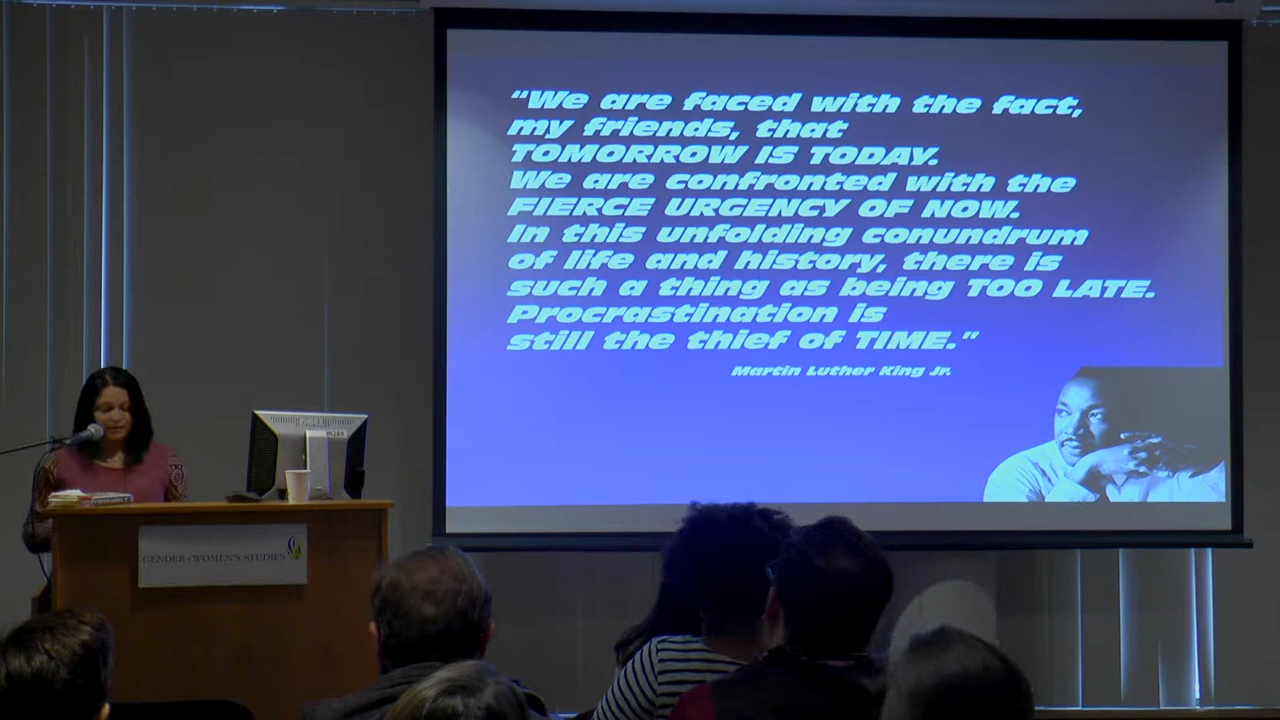 “We are faced with the fact,
my friends, that
TOMORROW IS TODAY.
We are confronted with the
FIERCE URGENCY OF NOW.
In this unfolding conundrum
of life and history, there is
such a thing as being TOO LATE.
Procrastination is
still the thief of TIME.”
Martin Luther King Jr.
GENDER & WOMEN'S STUDIES